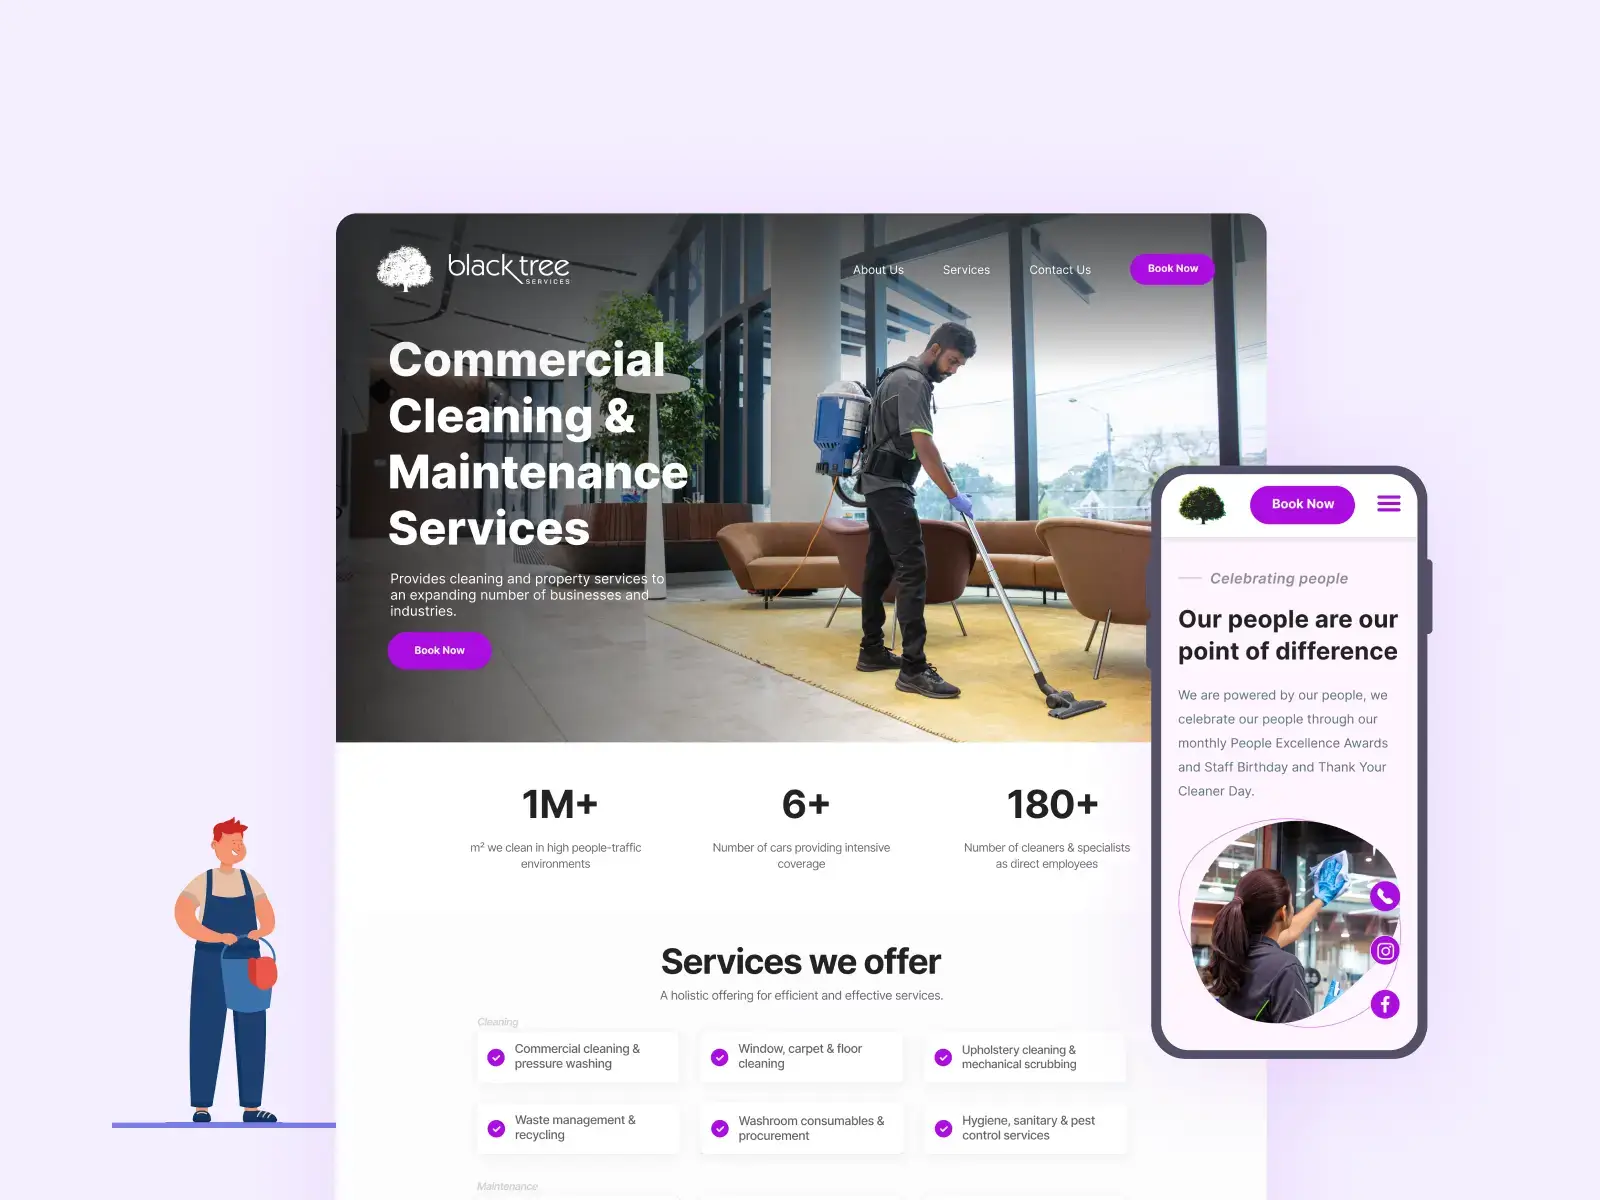 black tree
SERVICES
About Us
Services
Contact Us
Book Now
Commercial
Cleaning &
Maintenance
Services
Provides cleaning and property services to
an expanding number of businesses and
industries.
Book Now
1M+
m² we clean in high people-traffic
environments
6+
Number of cars providing intensive
coverage
180+
Number of cleaners & specialists
as direct employees
Services we offer
A holistic offering for efficient and effective services.
Cleaning
Commercial cleaning &
pressure washing
Window, carpet & floor
cleaning
Upholstery cleaning &
mechanical scrubbing
Waste management &
recycling
Washroom consumables &
procurement
Hygiene, sanitary & pest
control services
Maintenance
Book Now
Celebrating people
Our people are our
point of difference
We are powered by our people, we
celebrate our people through our
monthly People Excellence Awards
and Staff Birthday and Thank Your
Cleaner Day.